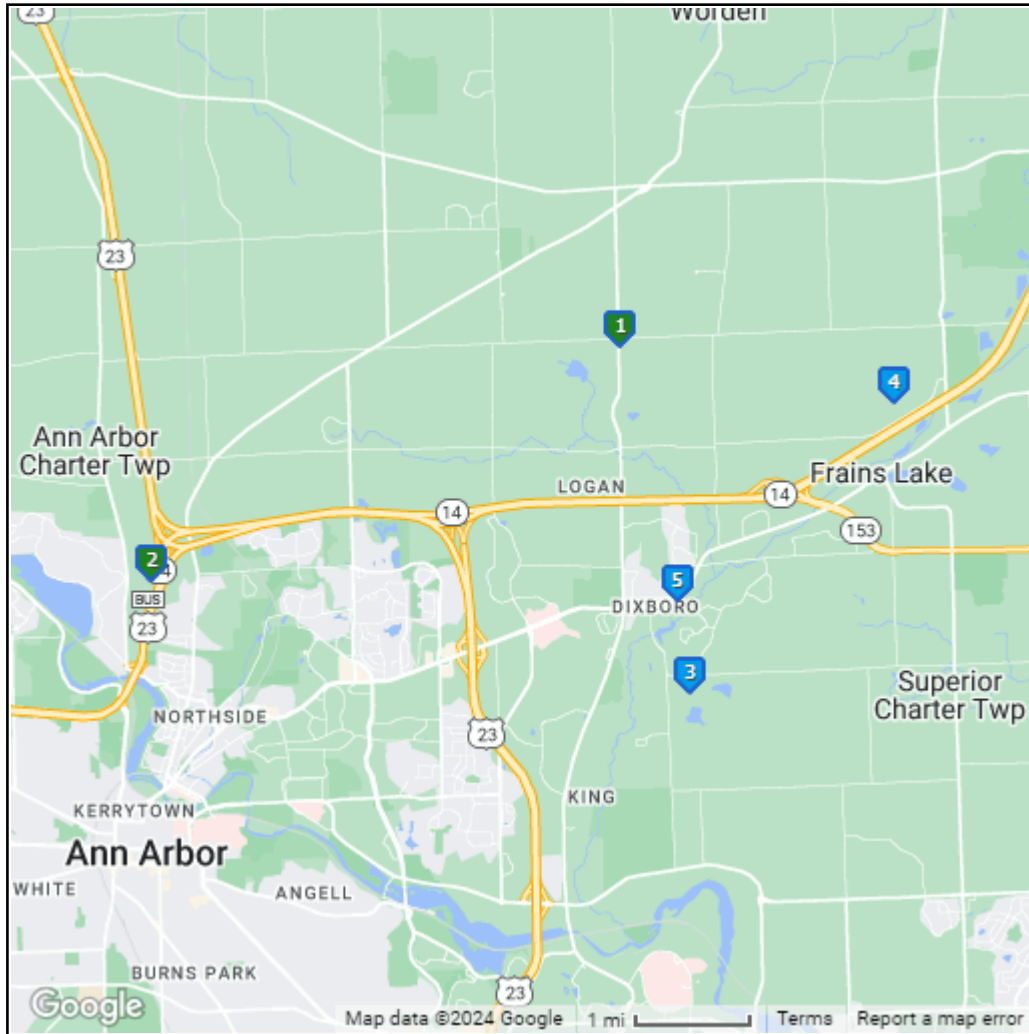 23
Worden
23
1
4
Ann Arbor
Charter Twp
LOGAN
Frains Lake
14
14
153
2
4
BUS
23
5
DIXBORO
3
Superior
Charter Twp
NORTHSIDE
23
KING
KERRYTOWN
Ann Arbor
WHITE
ANGELL
BURNS PARK
23
Google
Map data ©2024 Google 1 mi Terms Report a map error